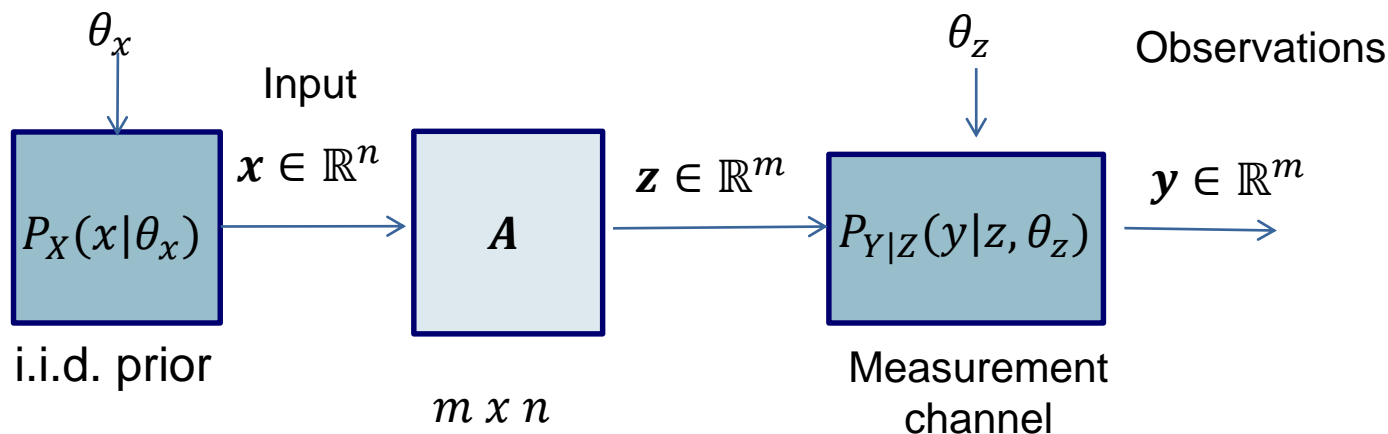 θ_x
θ_z
Observations
Input
x ∈ ℝ^n
z ∈ ℝ^m
y ∈ ℝ^m
P_X(x|θ_x)
A
P_{Y|Z}(y|z, θ_z)
i.i.d. prior
m x n
Measurement
channel